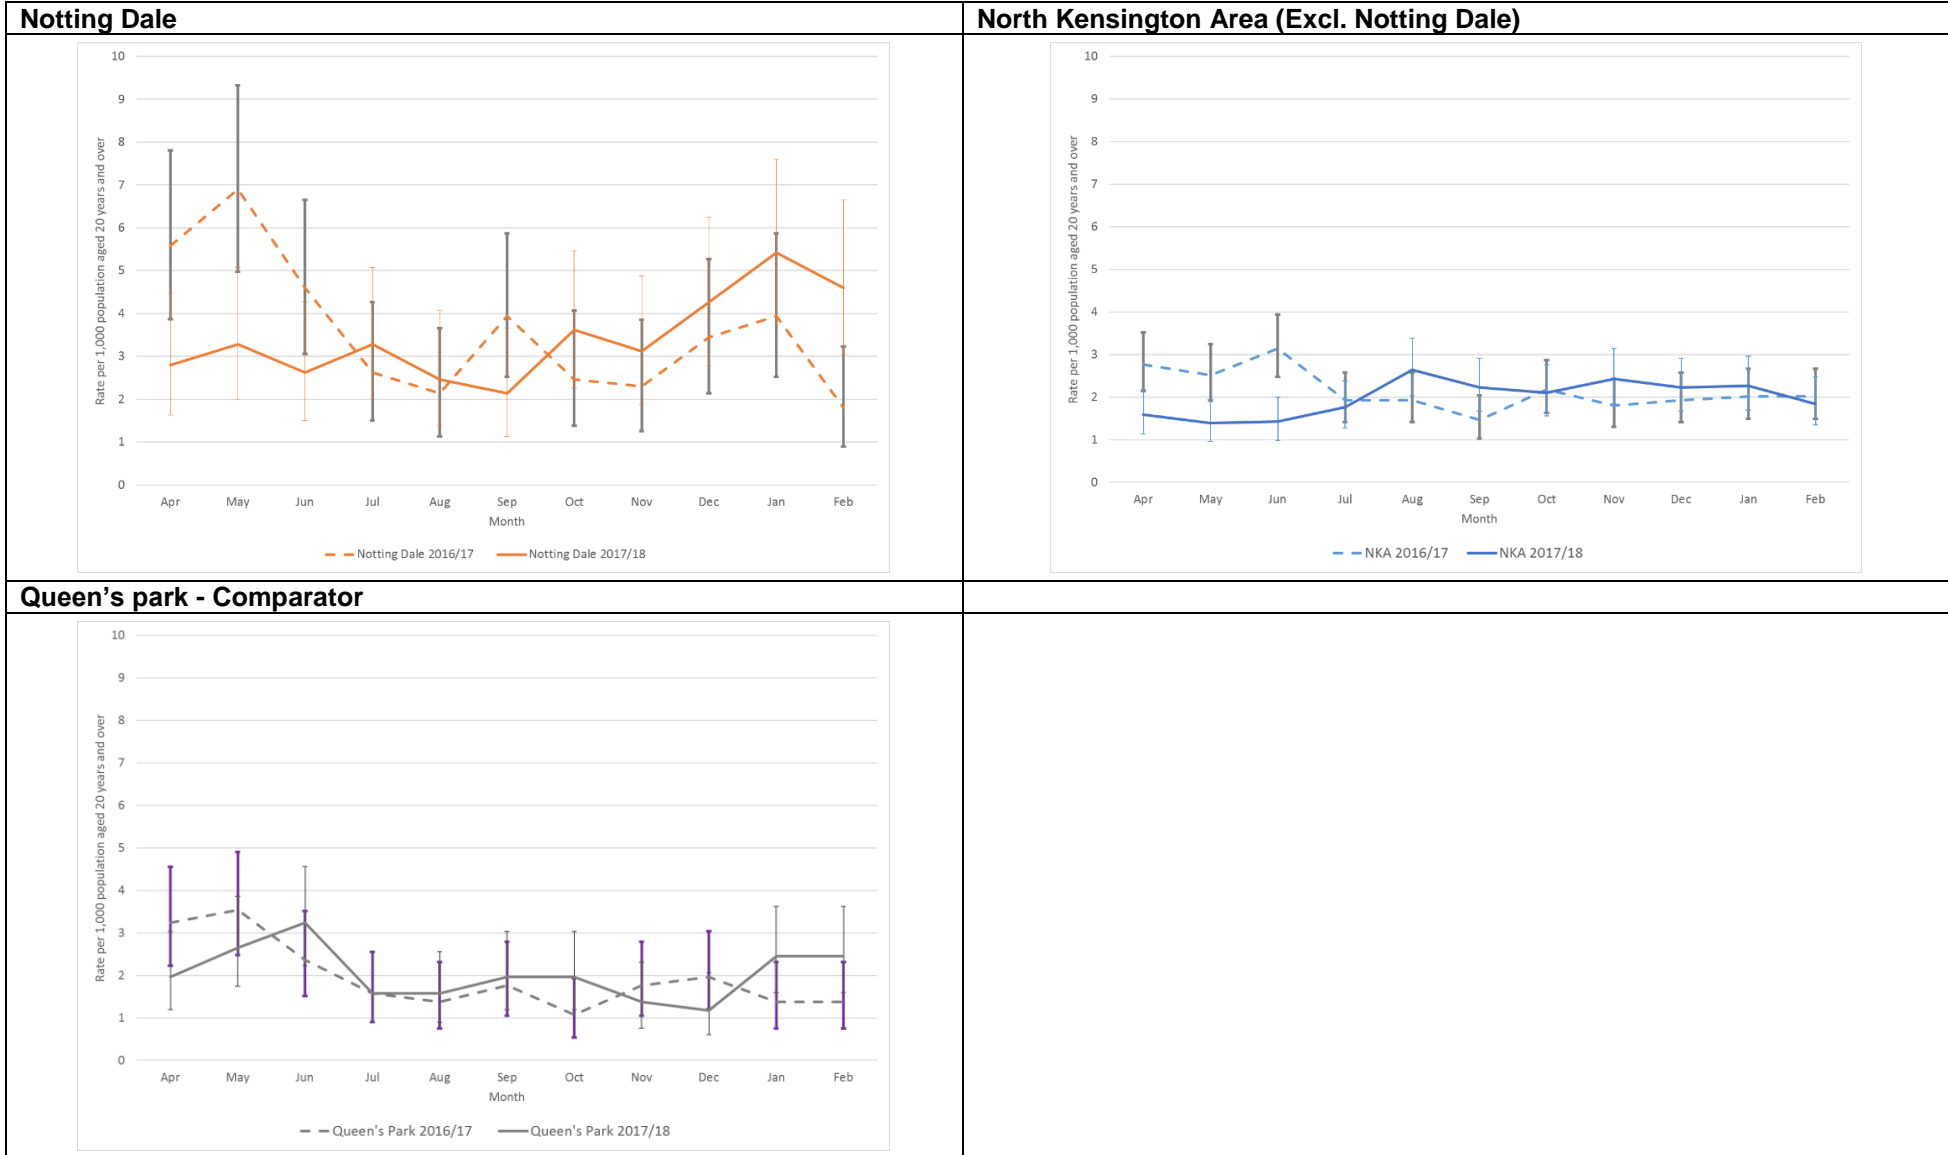 Notting Dale
North Kensington Area (Excl. Notting Dale)
10
9
8
7
6
5
4
3
2
1
0
Rate per 1,000 population aged 20 years and over
Apr May Jun Jul Aug Sep Oct Nov Dec Jan Feb
Month
Notting Dale 2016/17 Notting Dale 2017/18
10
9
8
7
6
5
4
3
2
1
0
Rate per 1,000 population aged 20 years and over
Apr May Jun Jul Aug Sep Oct Nov Dec Jan Feb
Month
NKA 2016/17 NKA 2017/18
Queen’s park - Comparator
10
9
8
7
6
5
4
3
2
1
0
Rate per 1,000 population aged 20 years and over
Apr May Jun Jul Aug Sep Oct Nov Dec Jan Feb
Month
Queen's Park 2016/17 Queen's Park 2017/18